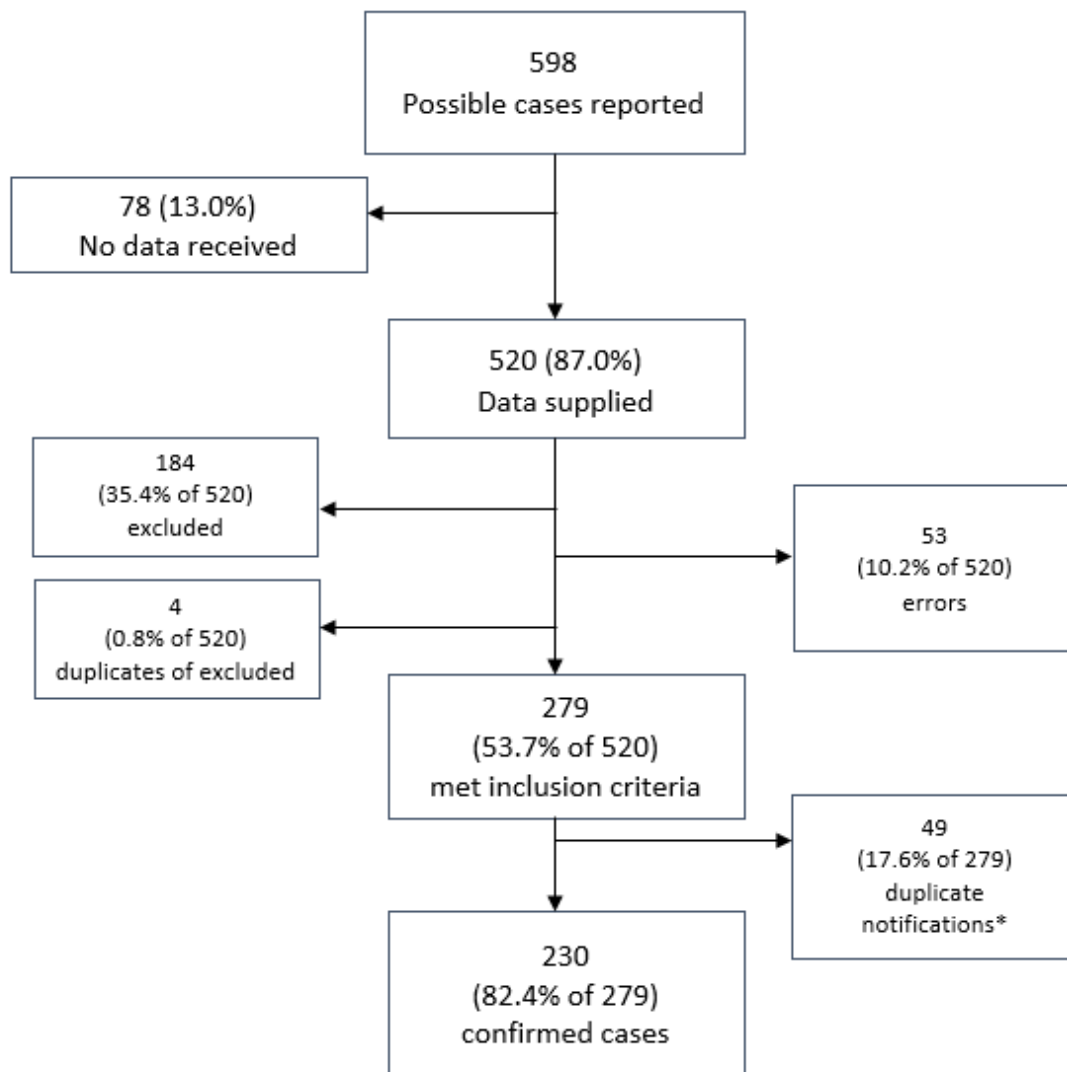 598
Possible cases reported
78 (13.0%)
No data received
520 (87.0%)
Data supplied
184
(35.4% of 520)
excluded
53
(10.2% of 520)
errors
4
(0.8% of 520)
duplicates of excluded
279
(53.7% of 520)
met inclusion criteria
49
(17.6% of 279)
duplicate
notifications*
230
(82.4% of 279)
confirmed cases